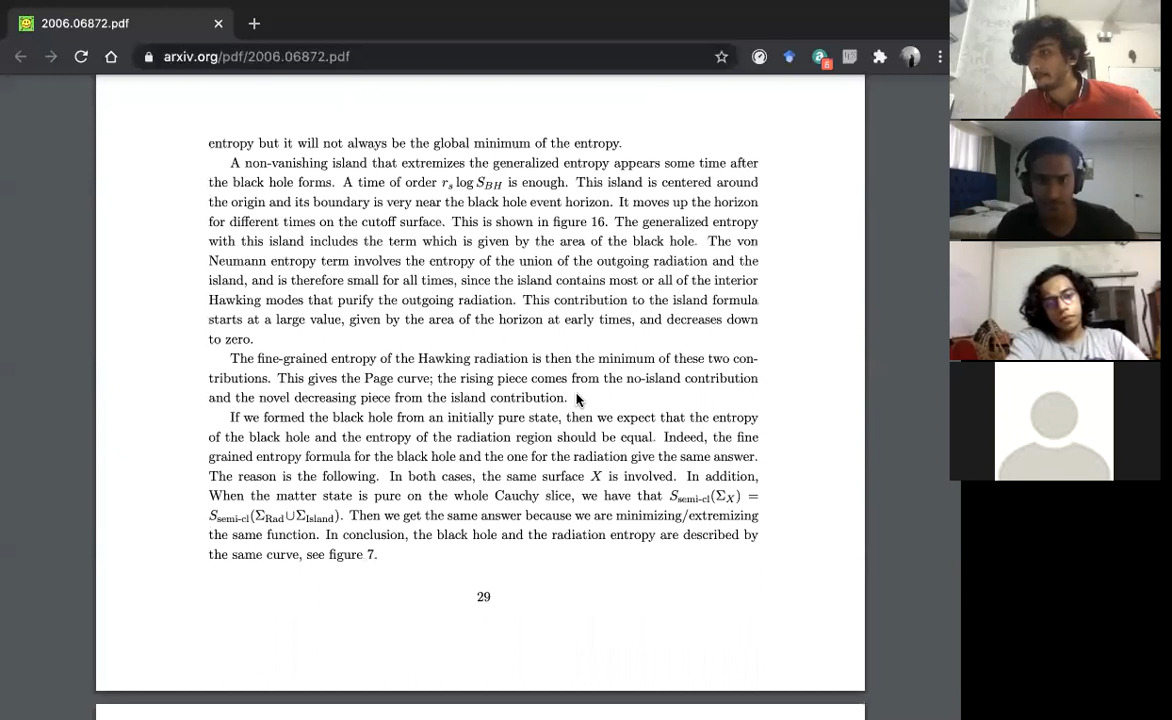 2006.06872.pdf
arxiv.org/pdf/2006.06872.pdf
6
entropy but it will not always be the global minimum of the entropy.
A non-vanishing island that extremizes the generalized entropy appears some time after
the black hole forms. A time of order rₛ log S_BH is enough. This island is centered around
the origin and its boundary is very near the black hole event horizon. It moves up the horizon
for different times on the cutoff surface. This is shown in figure 16. The generalized entropy
with this island includes the term which is given by the area of the black hole. The von
Neumann entropy term involves the entropy of the union of the outgoing radiation and the
island, and is therefore small for all times, since the island contains most or all of the interior
Hawking modes that purify the outgoing radiation. This contribution to the island formula
starts at a large value, given by the area of the horizon at early times, and decreases down
to zero.
The fine-grained entropy of the Hawking radiation is then the minimum of these two con-
tributions. This gives the Page curve; the rising piece comes from the no-island contribution
and the novel decreasing piece from the island contribution.
If we formed the black hole from an initially pure state, then we expect that the entropy
of the black hole and the entropy of the radiation region should be equal. Indeed, the fine
grained entropy formula for the black hole and the one for the radiation give the same answer.
The reason is the following. In both cases, the same surface X is involved. In addition,
When the matter state is pure on the whole Cauchy slice, we have that S_semi-cl(Σ_X) =
S_semi-cl(Σ_Rad ∪ Σ_Island). Then we get the same answer because we are minimizing/extremizing
the same function. In conclusion, the black hole and the radiation entropy are described by
the same curve, see figure 7.
29